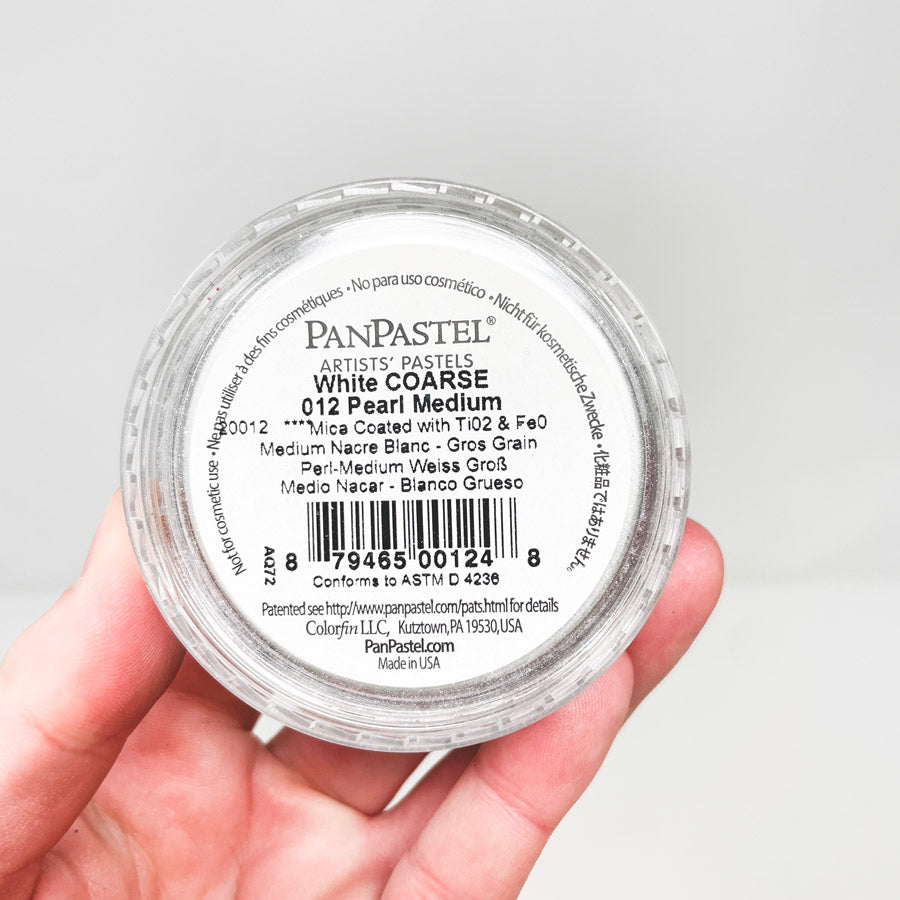 Not for cosmetic use • Ne pas utiliser à des fins cosmétiques • No para uso cosmético • Nicht für kosmetische Zwecke • 化粧品ではありません。
PANPASTEL®
ARTISTS' PASTELS
White COARSE
012 Pearl Medium
20012 ****Mica Coated with Ti02 & Fe0
Medium Nacre Blanc - Gros Grain
Perl-Medium Weiss Groß
Medio Nacar - Blanco Grueso
AQ72
8 79465 00124 8
Conforms to ASTM D 4236
Patented see http://www.panpastel.com/pats.html for details
Colorfin LLC, Kutztown, PA 19530, USA
PanPastel.com
Made in USA